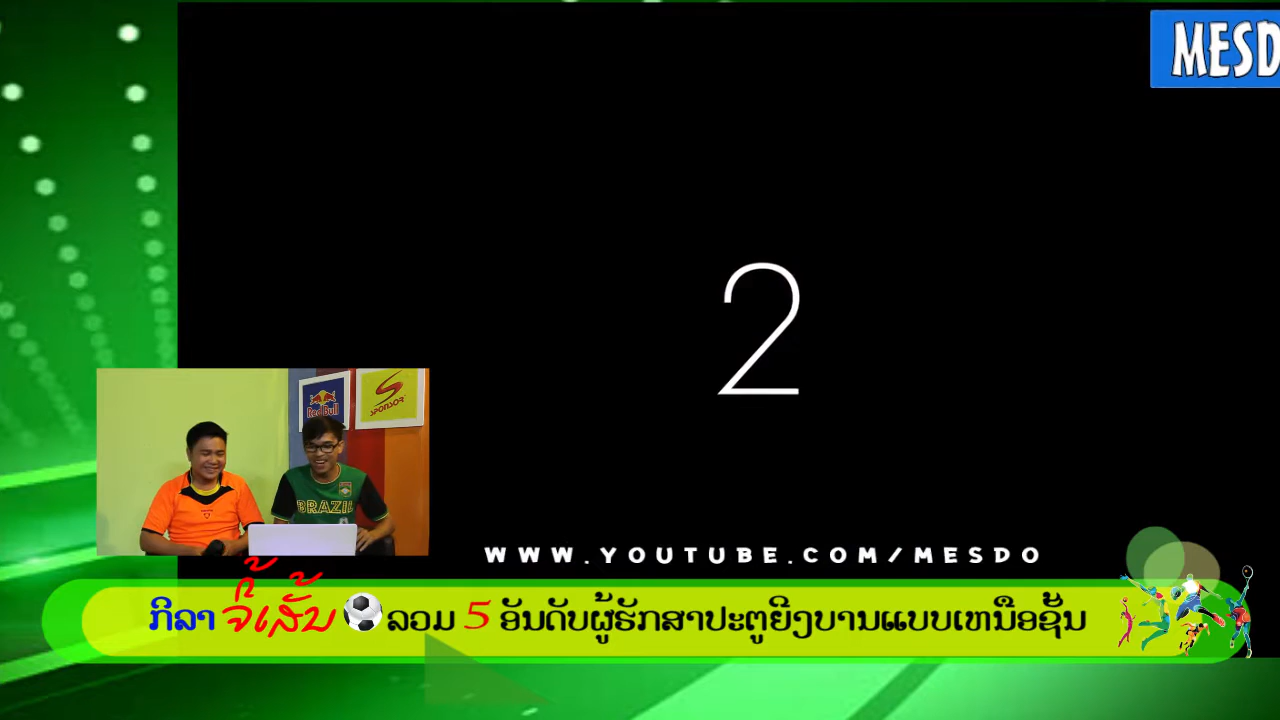 MESD
2
Red Bull
SPONSOR
BRAZIL
WWW.YOUTUBE.COM/MESDO
ກິລາ ຈີ້ເສັ້ນ ລວມ 5 ອັນດັບຜູ້ຮັກສາປະຕູຍີງບານແບບເຫນືອຊັ້ນ